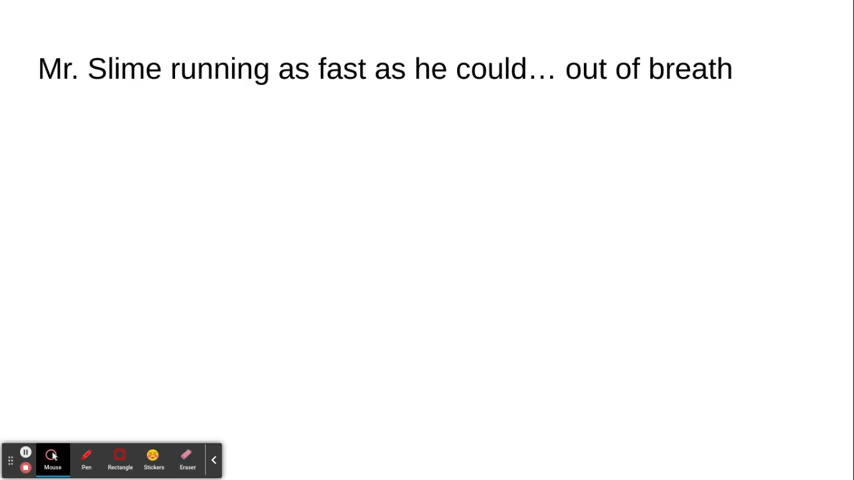 Mr. Slime running as fast as he could… out of breath
Mouse
Pen
Rectangle
Stickers
Eraser